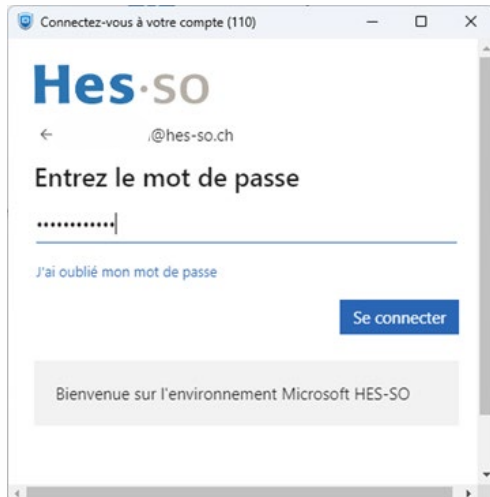 Connectez-vous à votre compte (110)
Hes·so
@hes-so.ch
Entrez le mot de passe
••••••••••••
J'ai oublié mon mot de passe
Se connecter
Bienvenue sur l'environnement Microsoft HES-SO